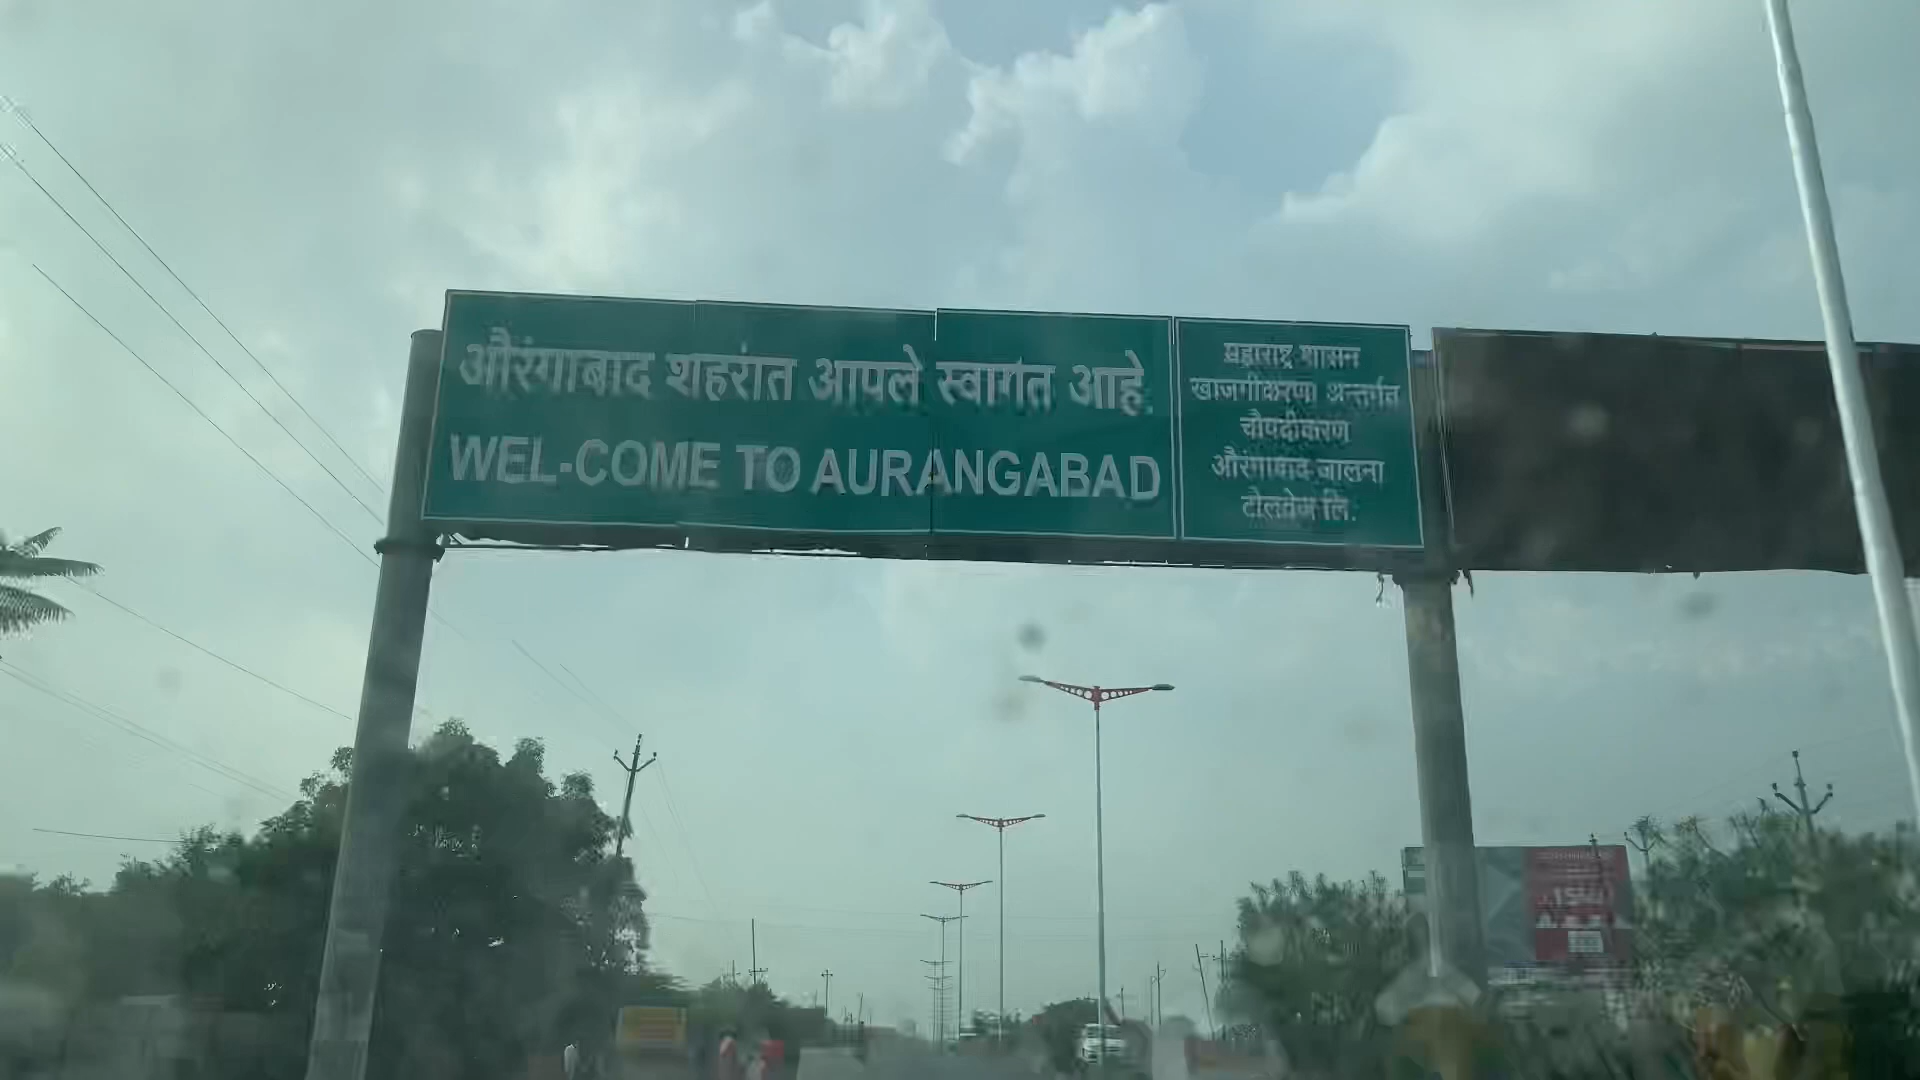 औरंगाबाद शहरांत आपले स्वागत आहे.
WEL-COME TO AURANGABAD
महाराष्ट्र शासन
खाजगीकरणा अन्तर्गत
चौपदीकरण
औरंगाबाद-जालना
टोलवेज लि.